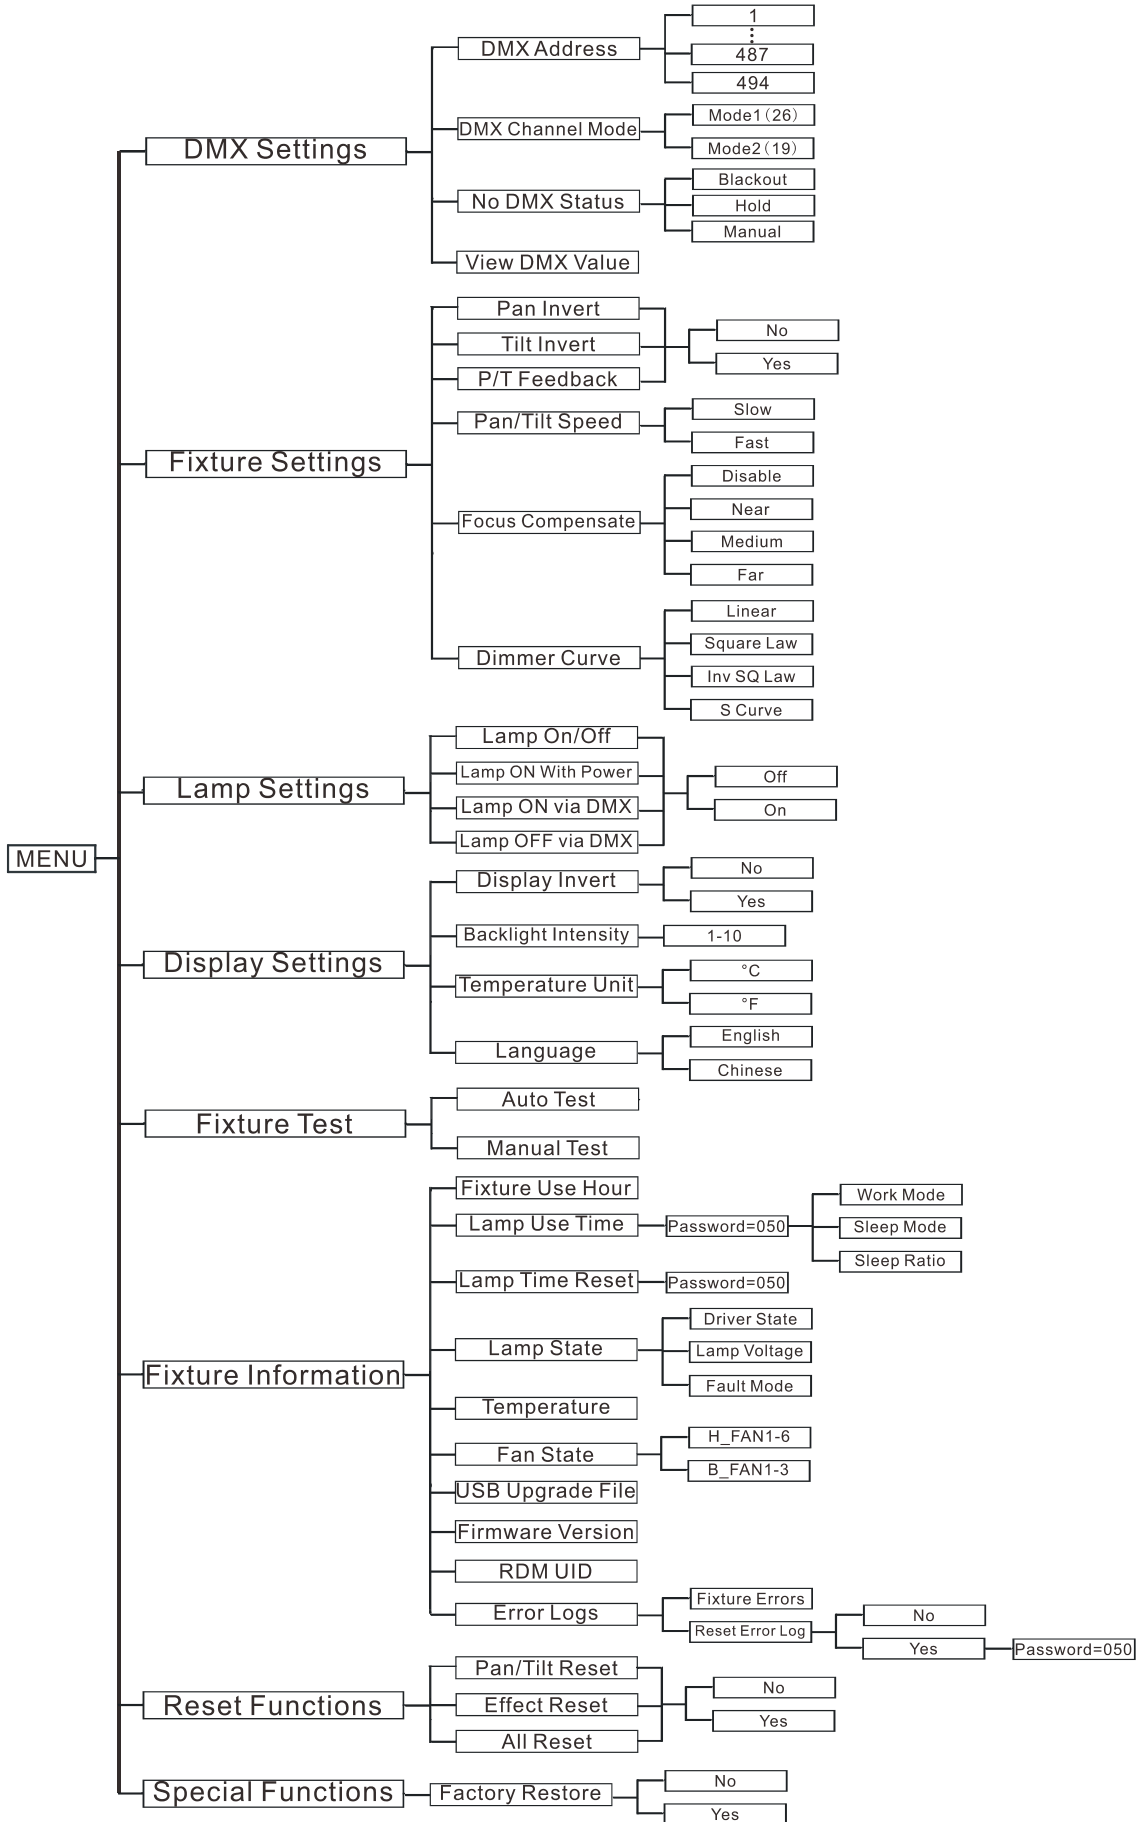 MENU
DMX Settings
DMX Address
1
487
494
DMX Channel Mode
Mode1(26)
Mode2(19)
No DMX Status
Blackout
Hold
Manual
View DMX Value
Fixture Settings
Pan Invert
Tilt Invert
P/T Feedback
No
Yes
Pan/Tilt Speed
Slow
Fast
Focus Compensate
Disable
Near
Medium
Far
Dimmer Curve
Linear
Square Law
Inv SQ Law
S Curve
Lamp Settings
Lamp On/Off
Lamp ON With Power
Lamp ON via DMX
Lamp OFF via DMX
Off
On
Display Settings
Display Invert
No
Yes
Backlight Intensity
1-10
Temperature Unit
°C
°F
Language
English
Chinese
Fixture Test
Auto Test
Manual Test
Fixture Information
Fixture Use Hour
Lamp Use Time
Password=050
Work Mode
Sleep Mode
Sleep Ratio
Lamp Time Reset
Password=050
Lamp State
Driver State
Lamp Voltage
Fault Mode
Temperature
Fan State
H_FAN1-6
B_FAN1-3
USB Upgrade File
Firmware Version
RDM UID
Error Logs
Fixture Errors
Reset Error Log
No
Yes
Password=050
Reset Functions
Pan/Tilt Reset
Effect Reset
All Reset
No
Yes
Special Functions
Factory Restore
No
Yes